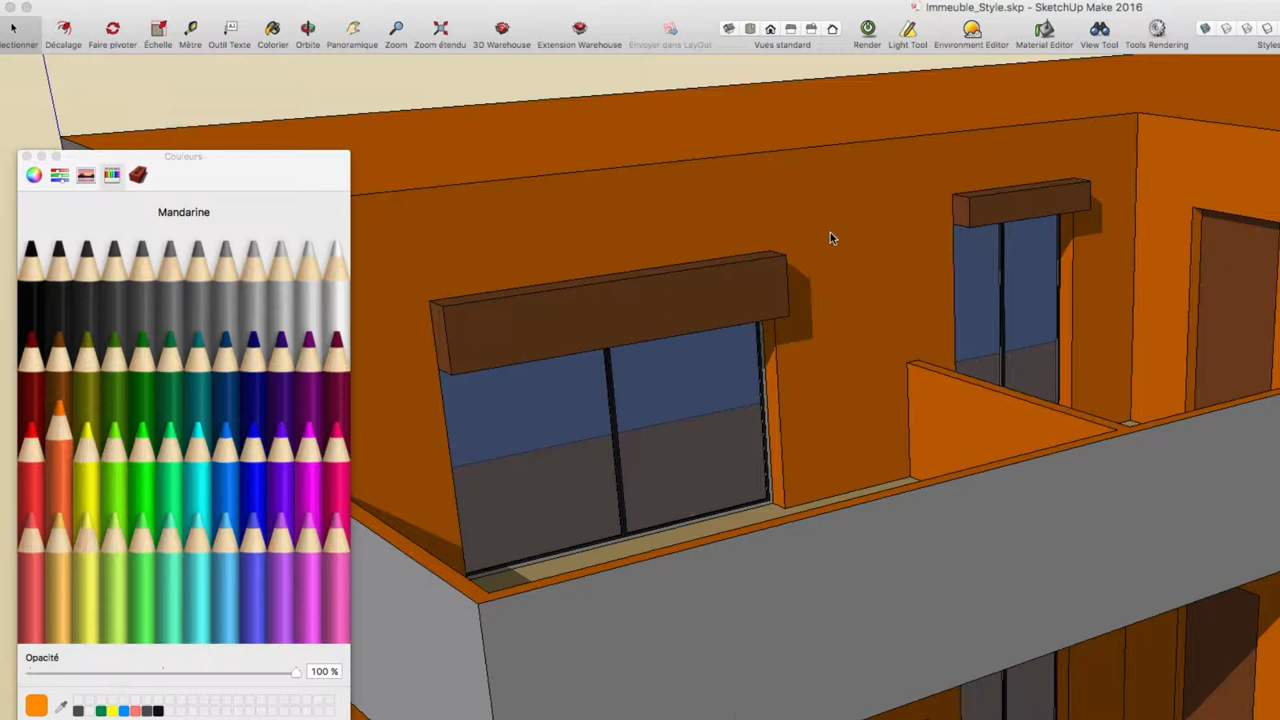 Immeuble_Style.skp - SketchUp Make 2016
Décalage Faire pivoter Échelle Mètre Outil Texte Colorier Orbite Panoramique Zoom Zoom étendu 3D Warehouse Extension Warehouse Envoyer dans LayOut Vues standard Render Light Tool Environment Editor Material Editor View Tool Tools Rendering
Couleurs
Mandarine
Opacité
100 %